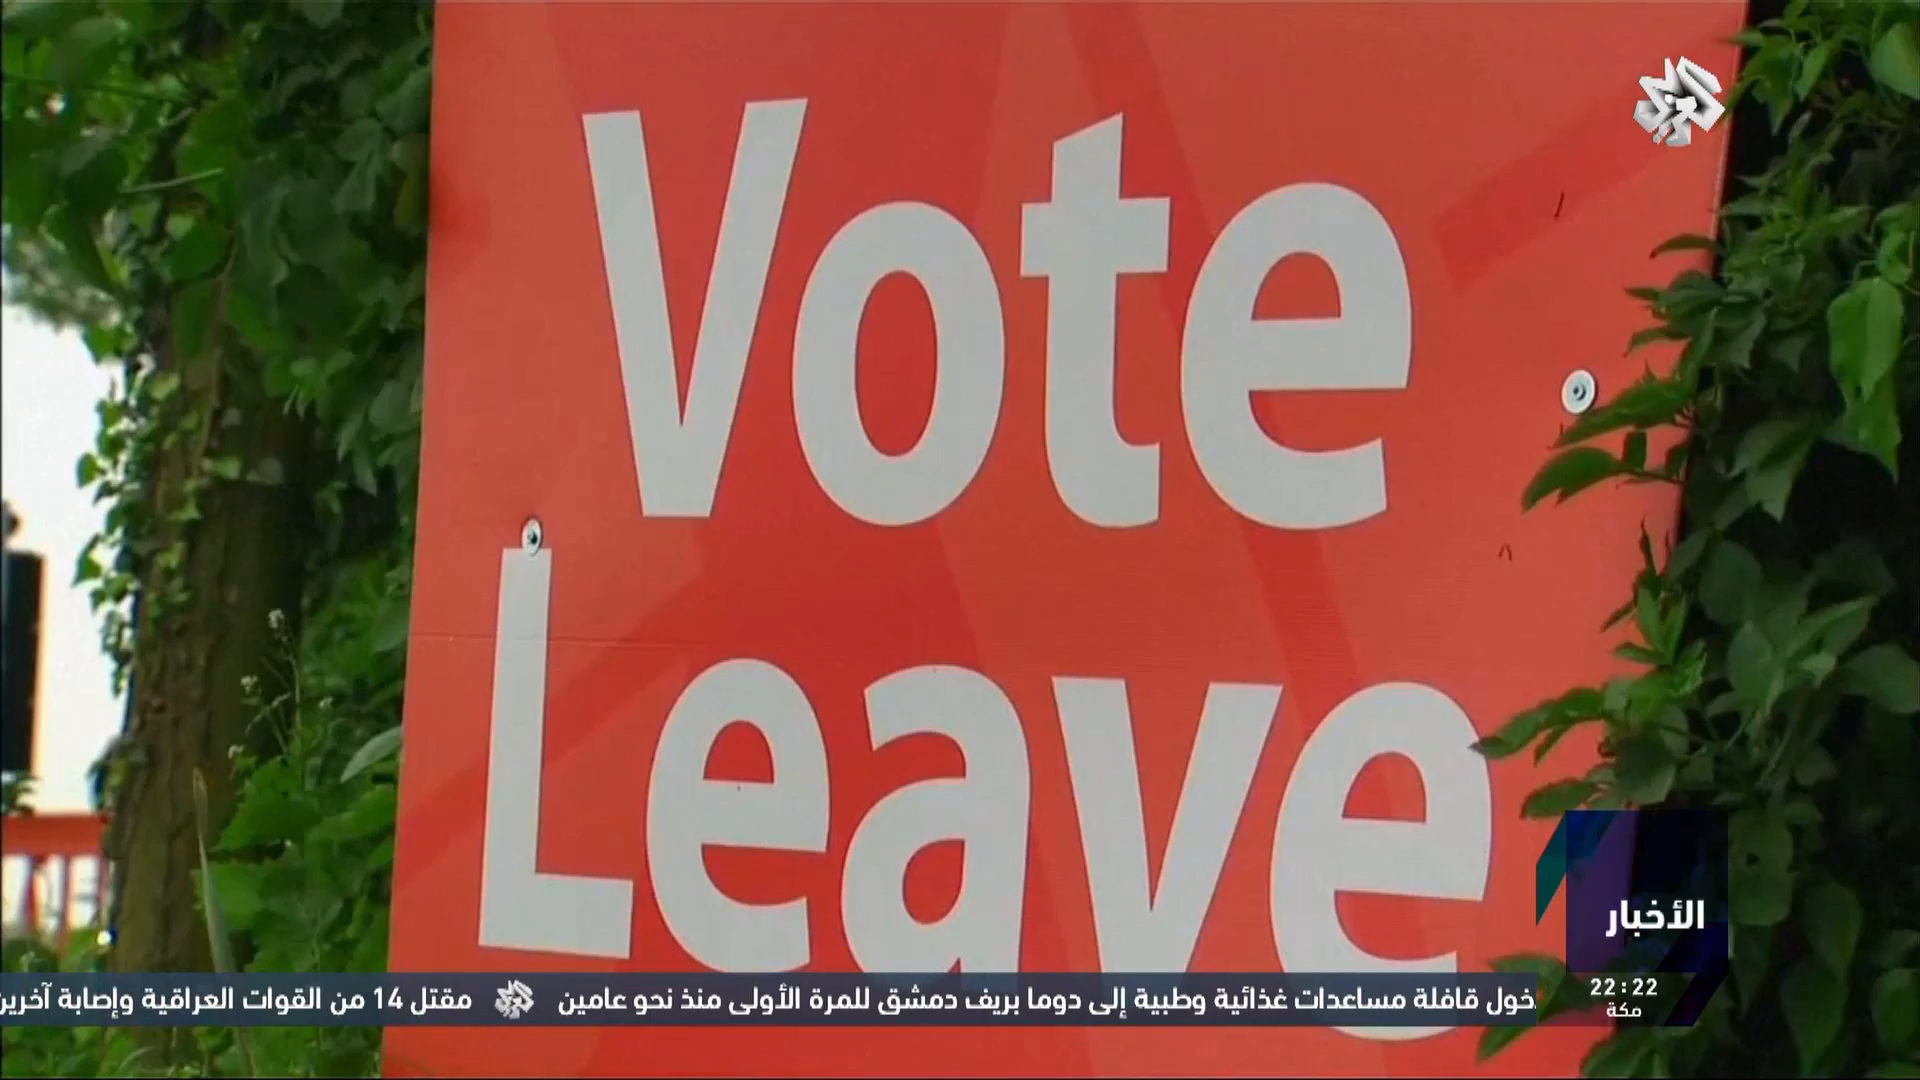 Vote
Leave
الأخبار
22:22
مكة
خول قافلة مساعدات غذائية وطبية إلى دوما بريف دمشق للمرة الأولى منذ نحو عامين
مقتل 14 من القوات العراقية وإصابة آخرين